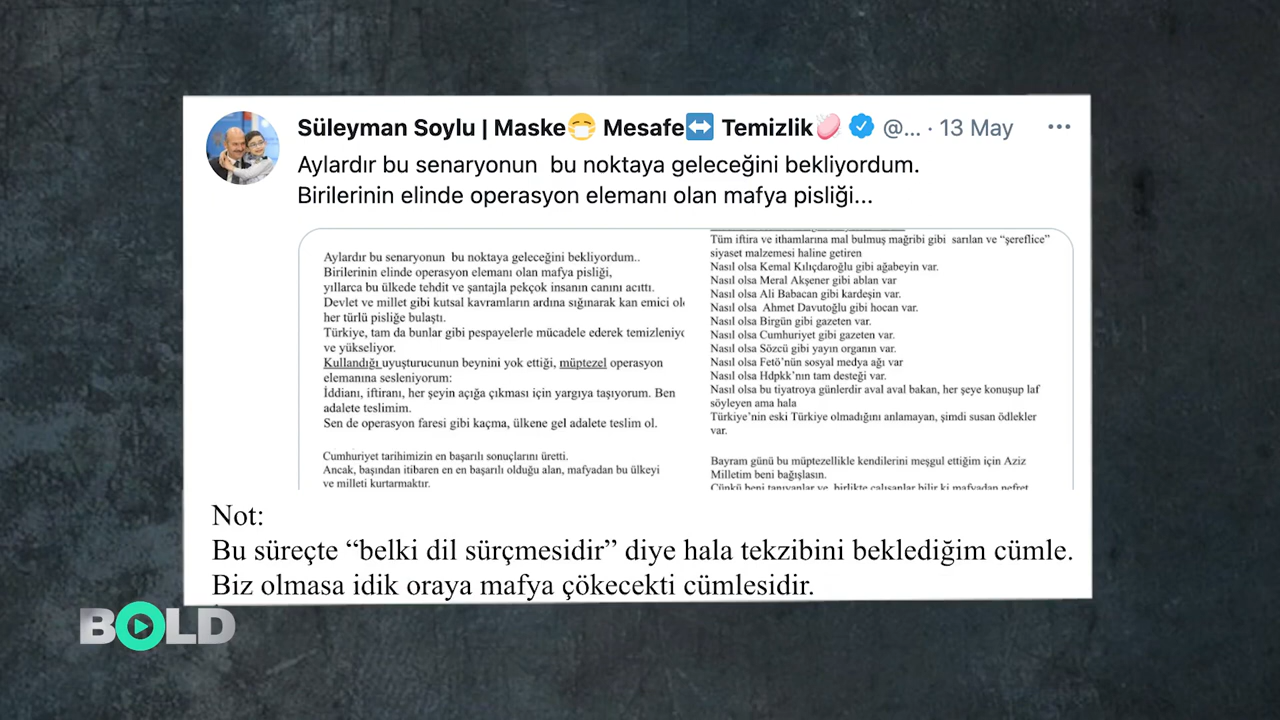 Süleyman Soylu | Maske😷 Mesafe↔️ Temizlik🧼 @... · 13 May ...
Aylardır bu senaryonun bu noktaya geleceğini bekliyordum.
Birilerinin elinde operasyon elemanı olan mafya pisliği...
Aylardır bu senaryonun bu noktaya geleceğini bekliyordum..
Birilerinin elinde operasyon elemanı olan mafya pisliği,
yıllarca bu ülkede tehdit ve şantajla pekçok insanın canını acıttı.
Devlet ve millet gibi kutsal kavramların ardına sığınarak kan emici
her türlü pisliğe bulaştı.
Türkiye, tam da bunlar gibi pespayelerle mücadele ederek
ve yükseliyor.
Kullandığı uyuşturucunun beynini yok ettiği, müptezel operasyon
elemanına sesleniyorum:
İddianı, iftiranı, her şeyin açığa çıkması için yargıya taşıyorum. Ben
adalete teslimim.
Sen de operasyon faresi gibi kaçma, ülkene gel adalete teslim ol.
Cumhuriyet tarihimizin en başarılı sonuçlarını üretti.
Ancak, başından itibaren en en başarılı olduğu alan, mafyadan bu ülkeyi
ve milleti kurtarmaktır.
Tüm iftira ve ithamlarına mal bulmuş mağribi gibi sarılan ve “şereflice”
siyaset malzemesi haline getiren
Nasıl olsa Kemal Kılıçdaroğlu gibi ağabeyin var.
Nasıl olsa Meral Akşener gibi ablan var
Nasıl olsa Ali Babacan gibi kardeşin var.
Nasıl olsa Ahmet Davutoğlu gibi hocan var.
Nasıl olsa Birgün gibi gazeten var.
Nasıl olsa Cumhuriyet gibi gazeten var.
Nasıl olsa Sözcü gibi yayın organın var.
Nasıl olsa Fetö’nün sosyal medya ağı var
Nasıl olsa Hdpkk’nın tam desteği var.
Nasıl olsa bu tiyatroya günlerdir aval aval bakan, her şeye konuşup laf
söyleyen ama hala
Türkiye’nin eski Türkiye olmadığını anlamayan, şimdi susan ödlekler
var.
Bayram günü bu müptezellikle kendilerini meşgul ettiğim için Aziz
Milletim beni bağışlasın.
Çünkü beni tanıyanlar ve birlikte çalışanlar bilir ki mafyadan nefret
Not:
Bu süreçte “belki dil sürçmesidir” diye hala tekzibini beklediğim cümle.
Biz olmasa idik oraya mafya çökecekti cümlesidir.
BOLD